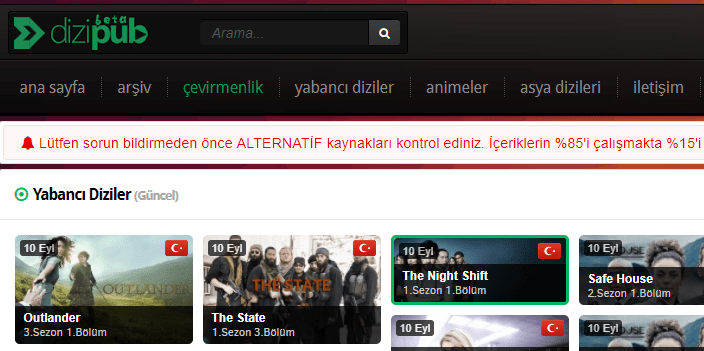 beta
dizipub
Arama...
ana sayfa arşiv çevirmenlik yabancı diziler animeler asya dizileri iletişim
Lütfen sorun bildirmeden önce ALTERNATİF kaynakları kontrol ediniz. İçeriklerin %85'i çalışmakta %15'i
Yabancı Diziler (Güncel)
10 Eyl
OUTLANDER
Outlander
3.Sezon 1.Bölüm
10 Eyl
THE STATE
The State
1.Sezon 3.Bölüm
10 Eyl
The Night Shift
1.Sezon 1.Bölüm
10 Eyl
Safe House
2.Sezon 1.Bölüm
10 Eyl
10 Eyl